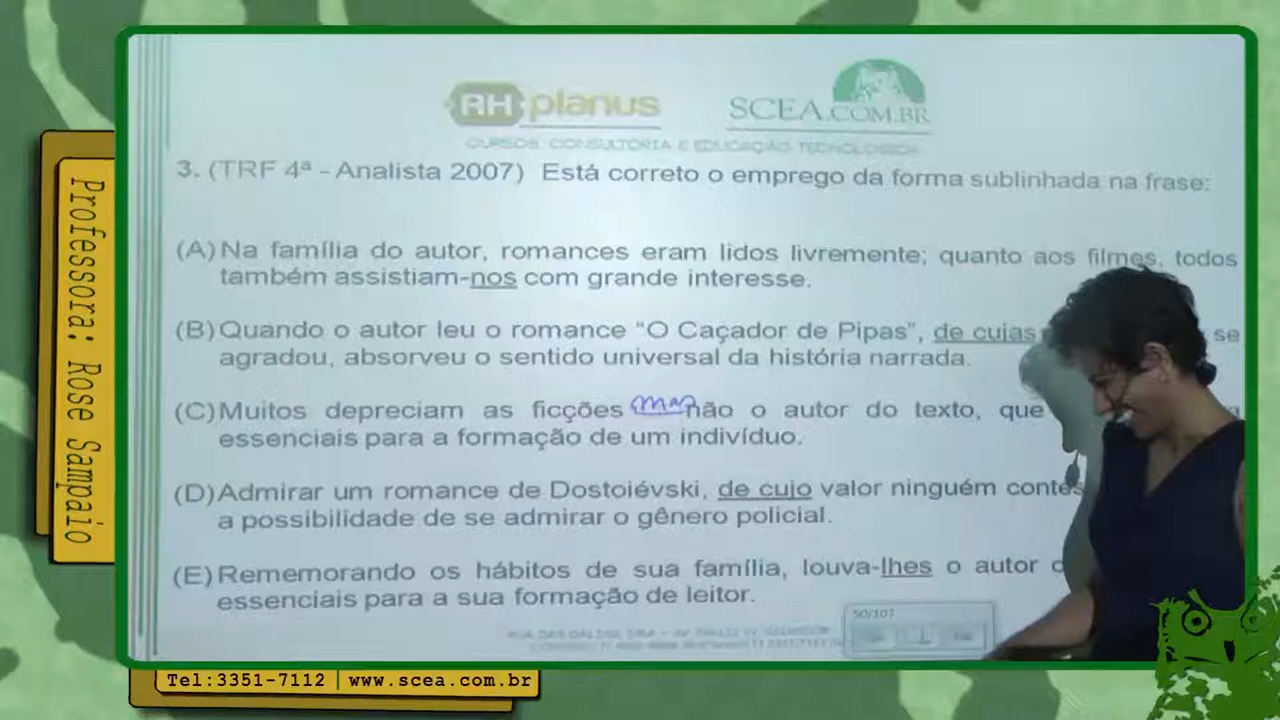 RH planus
SCEA.COM.BR
CURSOS, CONSULTORIA E EDUCAÇÃO TECNOLÓGICA
3. (TRF 4ª - Analista 2007) Está correto o emprego da forma sublinhada na frase:
(A) Na família do autor, romances eram lidos livremente; quanto aos filmes, todos
também assistiam-nos com grande interesse.
(B) Quando o autor leu o romance “O Caçador de Pipas”, de cujas se
agradou, absorveu o sentido universal da história narrada.
(C) Muitos depreciam as ficções mas não o autor do texto, que
essenciais para a formação de um indivíduo.
(D) Admirar um romance de Dostoiévski, de cujo valor ninguém
a possibilidade de se admirar o gênero policial.
(E) Rememorando os hábitos de sua família, louva-lhes o autor
essenciais para a sua formação de leitor.
50/107
Professora: Rose Sampaio
Tel:3351-7112 | www.scea.com.br